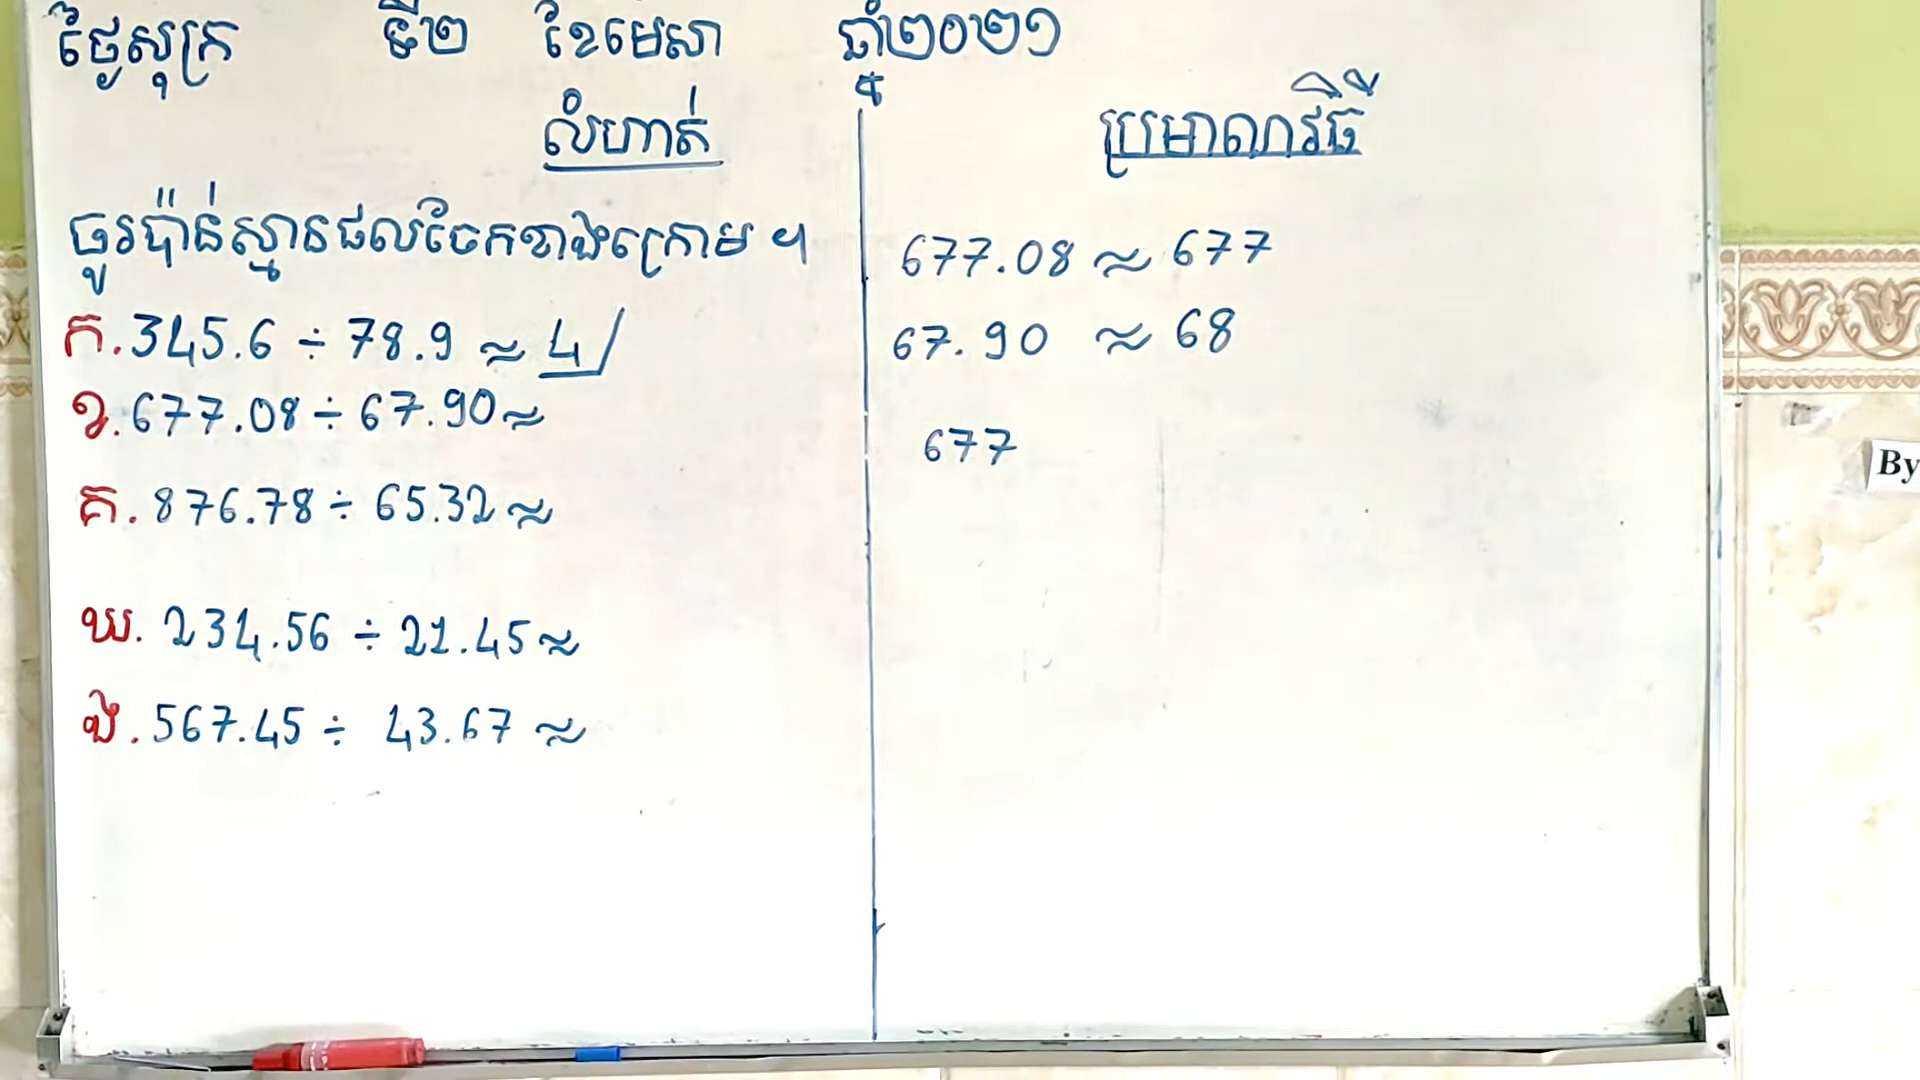 ថ្ងៃសុក្រ ទី២ ខែមេសា ឆ្នាំ២០២១
លំហាត់
ចូរប៉ាន់ស្មានផលចែកខាងក្រោម ។
ក. 345.6 ÷ 78.9 ≈ 4
ខ. 677.08 ÷ 67.90 ≈
គ. 876.78 ÷ 65.32 ≈
ឃ. 234.56 ÷ 21.45 ≈
ង. 567.45 ÷ 43.67 ≈
ប្រមាណវិធី
677.08 ≈ 677
67.90 ≈ 68
677
By